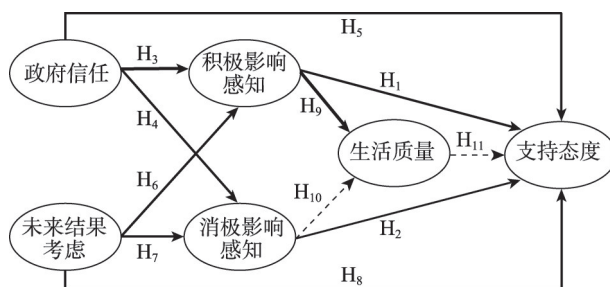 H5
政府信任
H3
积极影响
感知
H1
H4
H9
生活质量
H11
支持态度
H6
H10
未来结果
考虑
H7
消极影响
感知
H2
H8